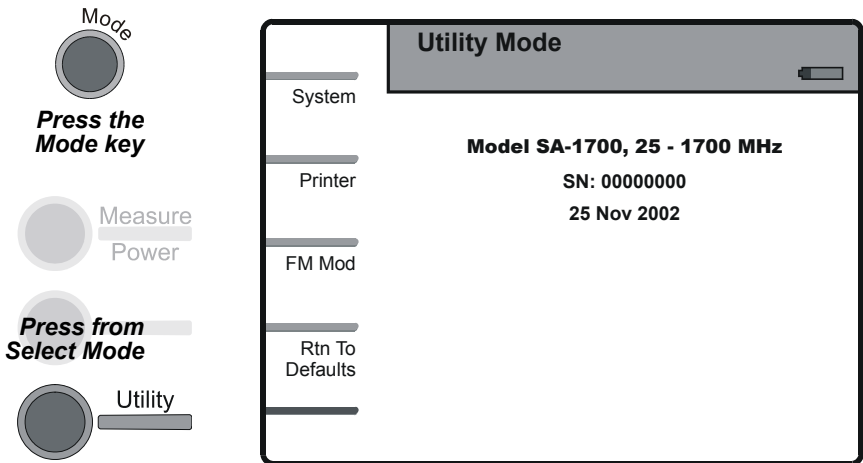 Mode
Press the
Mode key
Measure
Power
Press from
Select Mode
Utility
Utility Mode
System
Printer
FM Mod
Rtn To
Defaults
Model SA-1700, 25 - 1700 MHz
SN: 00000000
25 Nov 2002